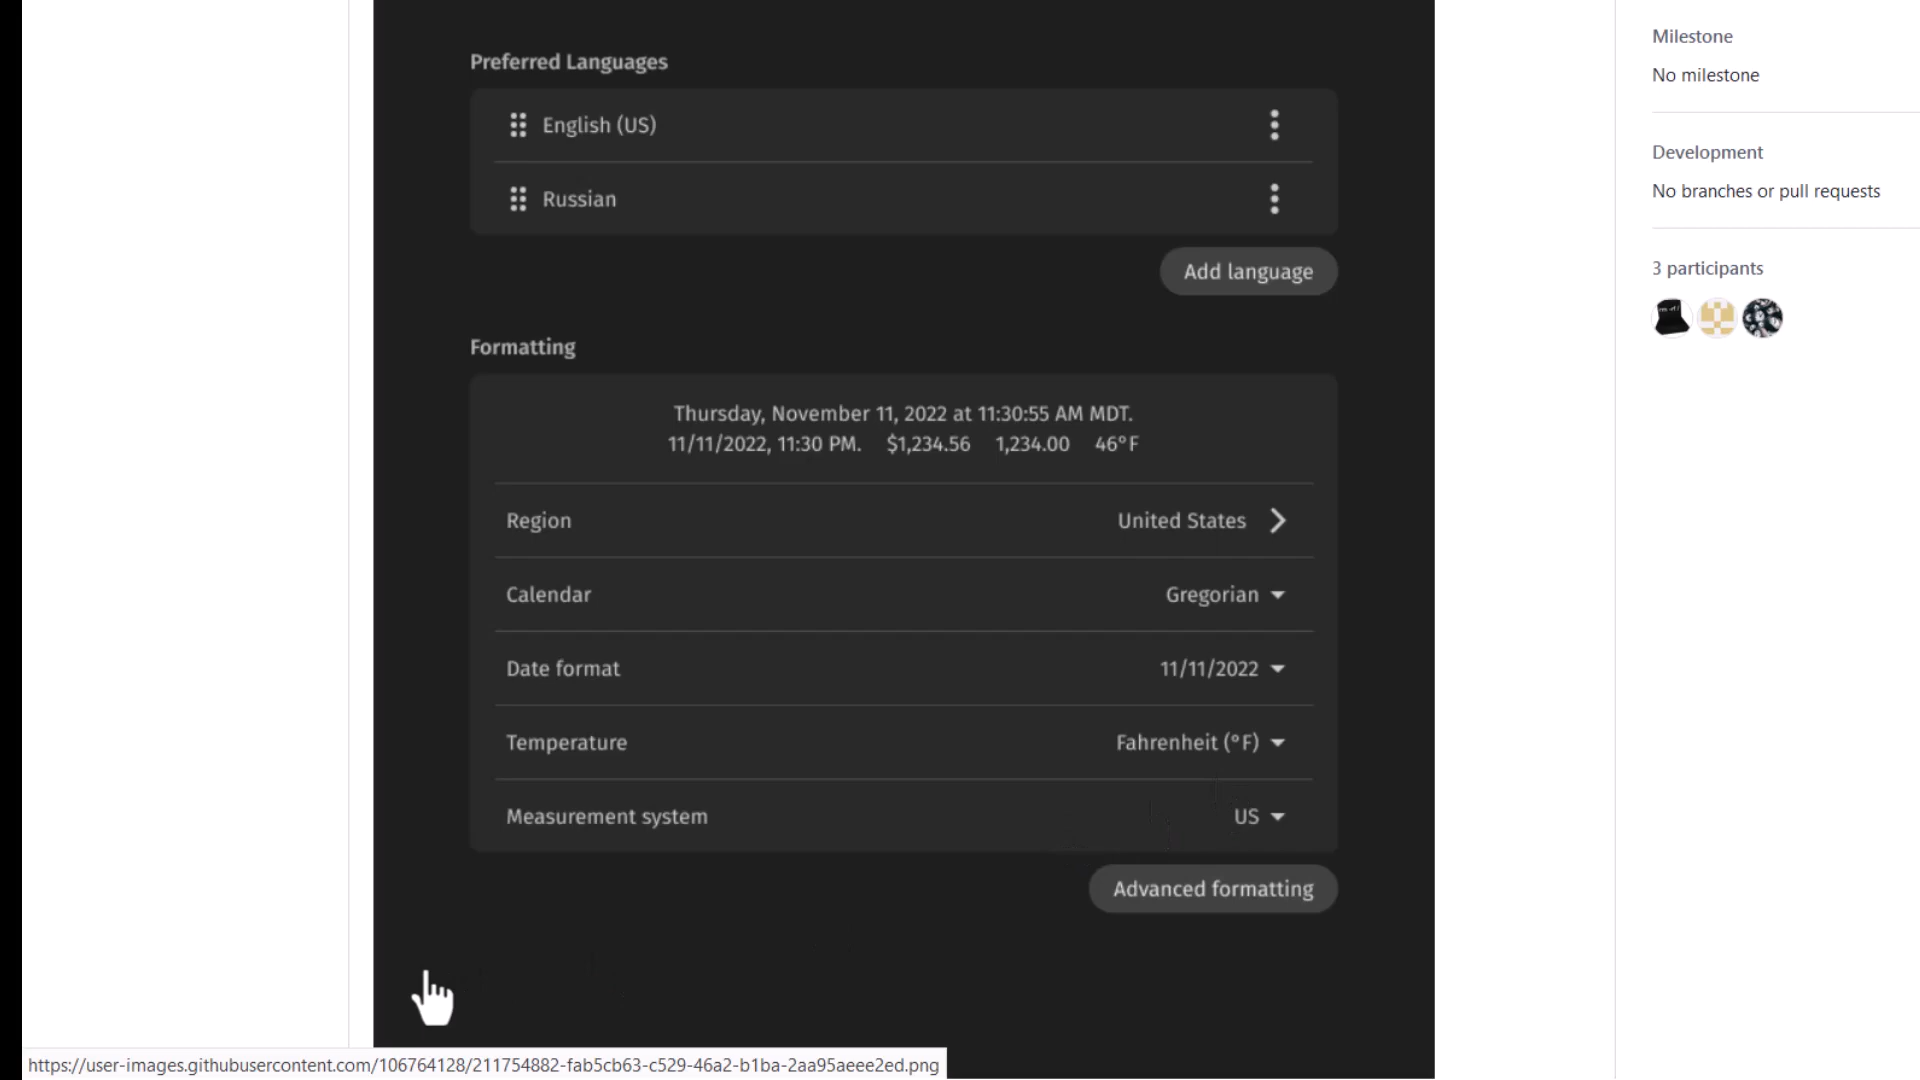 Preferred Languages
English (US)
Russian
Add language
Formatting
Thursday, November 11, 2022 at 11:30:55 AM MDT.
11/11/2022, 11:30 PM. $1,234.56 1,234.00 46°F
Region United States
Calendar Gregorian
Date format 11/11/2022
Temperature Fahrenheit (°F)
Measurement system US
Advanced formatting
Milestone
No milestone
Development
No branches or pull requests
3 participants
https://user-images.githubusercontent.com/106764128/211754882-fab5cb63-c529-46a2-b1ba-2aa95aeee2ed.png